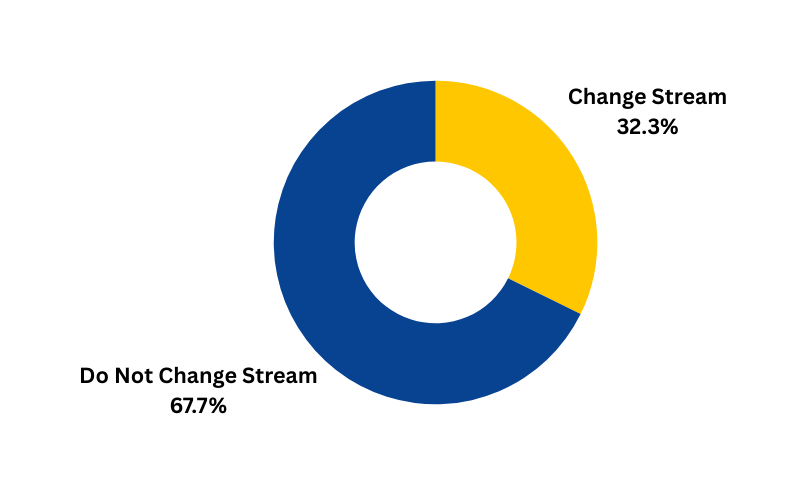 Change Stream
32.3%
Do Not Change Stream
67.7%